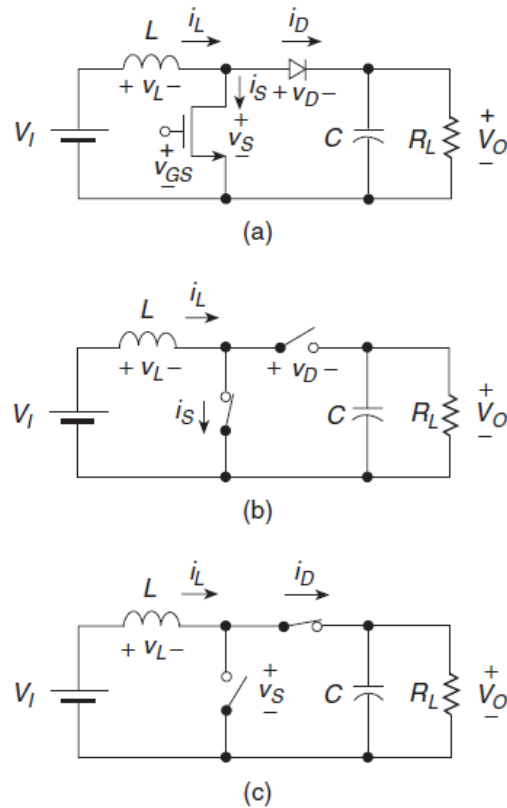 L i_L i_D
+ v_L − i_S + v_D −
V_I + v_GS − + v_S − C R_L + V_O −
(a)
L i_L
+ v_L − + v_D −
V_I i_S C R_L + V_O −
(b)
L i_L i_D
+ v_L −
V_I + v_S − C R_L + V_O −
(c)